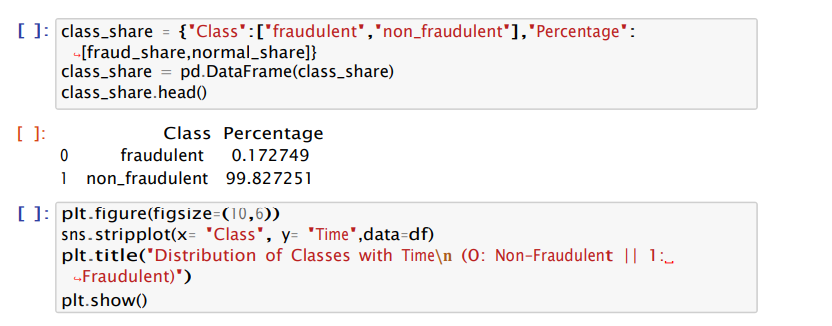 [ ]: class_share = {"Class":["fraudulent","non_fraudulent"],"Percentage":
↪[fraud_share,normal_share]}
class_share = pd.DataFrame(class_share)
class_share.head()
[ ]: Class Percentage
0 fraudulent 0.172749
1 non_fraudulent 99.827251
[ ]: plt.figure(figsize=(10,6))
sns.stripplot(x= "Class", y= "Time",data=df)
plt.title("Distribution of Classes with Time\n (0: Non-Fraudulent || 1:␣
↪Fraudulent)")
plt.show()